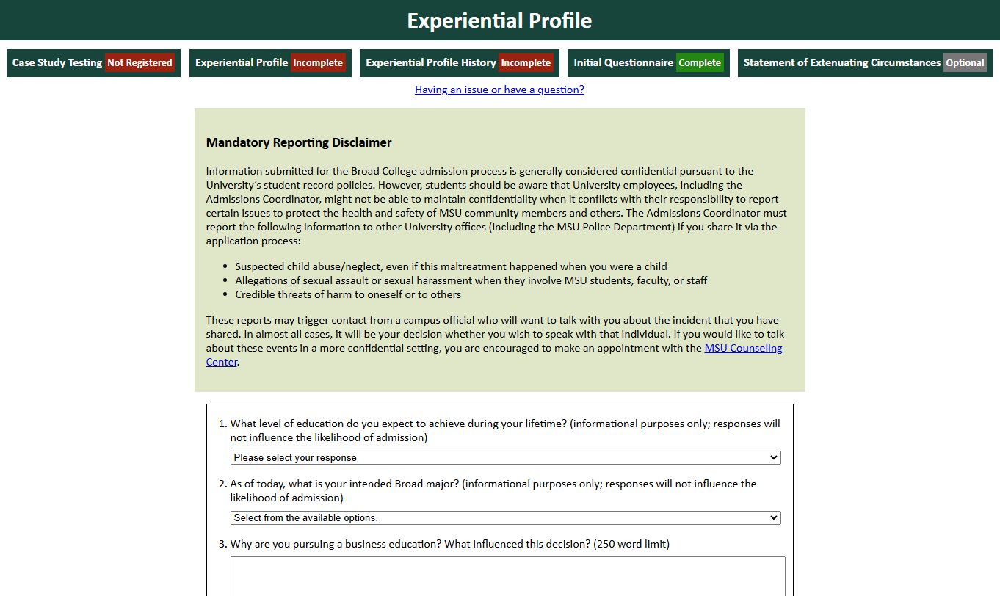 Experiential Profile
Case Study Testing Not Registered
Experiential Profile Incomplete
Experiential Profile History Incomplete
Initial Questionnaire Complete
Statement of Extenuating Circumstances Optional
Having an issue or have a question?
Mandatory Reporting Disclaimer
Information submitted for the Broad College admission process is generally considered confidential pursuant to the
University’s student record policies. However, students should be aware that University employees, including the
Admissions Coordinator, might not be able to maintain confidentiality when it conflicts with their responsibility to report
certain issues to protect the health and safety of MSU community members and others. The Admissions Coordinator must
report the following information to other University offices (including the MSU Police Department) if you share it via the
application process:
• Suspected child abuse/neglect, even if this maltreatment happened when you were a child
• Allegations of sexual assault or sexual harassment when they involve MSU students, faculty, or staff
• Credible threats of harm to oneself or to others
These reports may trigger contact from a campus official who will want to talk with you about the incident that you have
shared. In almost all cases, it will be your decision whether you wish to speak with that individual. If you would like to talk
about these events in a more confidential setting, you are encouraged to make an appointment with the MSU Counseling
Center.
1. What level of education do you expect to achieve during your lifetime? (informational purposes only; responses will
not influence the likelihood of admission)
Please select your response
2. As of today, what is your intended Broad major? (informational purposes only; responses will not influence the
likelihood of admission)
Select from the available options.
3. Why are you pursuing a business education? What influenced this decision? (250 word limit)